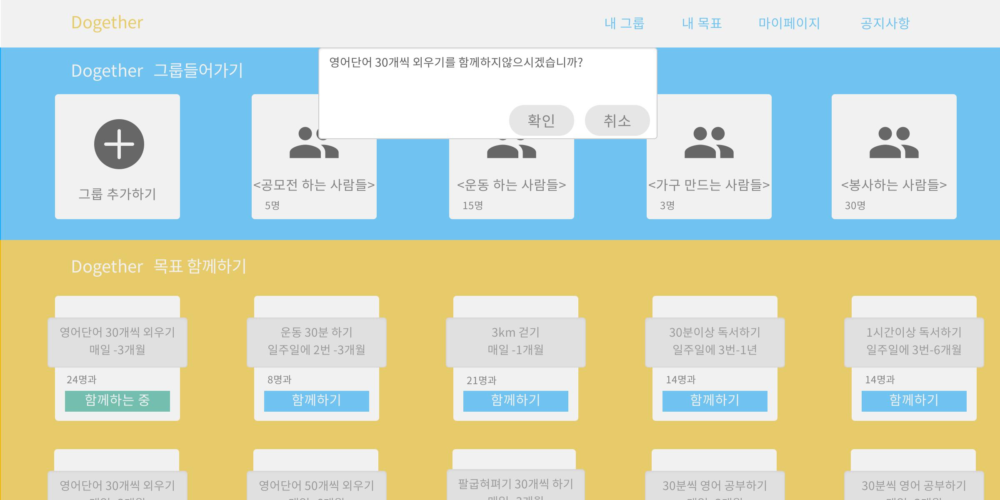 Dogether
내 그룹 내 목표 마이페이지 공지사항
Dogether 그룹들어가기
영어단어 30개씩 외우기를 함께하지않으시겠습니까?
확인 취소
그룹 추가하기
<공모전 하는 사람들>
5명
<운동 하는 사람들>
15명
<가구 만드는 사람들>
3명
<봉사하는 사람들>
30명
Dogether 목표 함께하기
영어단어 30개씩 외우기
매일 -3개월
24명과
함께하는 중
운동 30분 하기
일주일에 2번 -3개월
8명과
함께하기
3km 걷기
매일 -1개월
21명과
함께하기
30분이상 독서하기
일주일에 3번-1년
14명과
함께하기
1시간이상 독서하기
일주일에 3번-6개월
14명과
함께하기
영어단어 30개씩 외우기
영어단어 50개씩 외우기
팔굽혀펴기 30개씩 하기
30분씩 영어 공부하기
30분씩 영어 공부하기